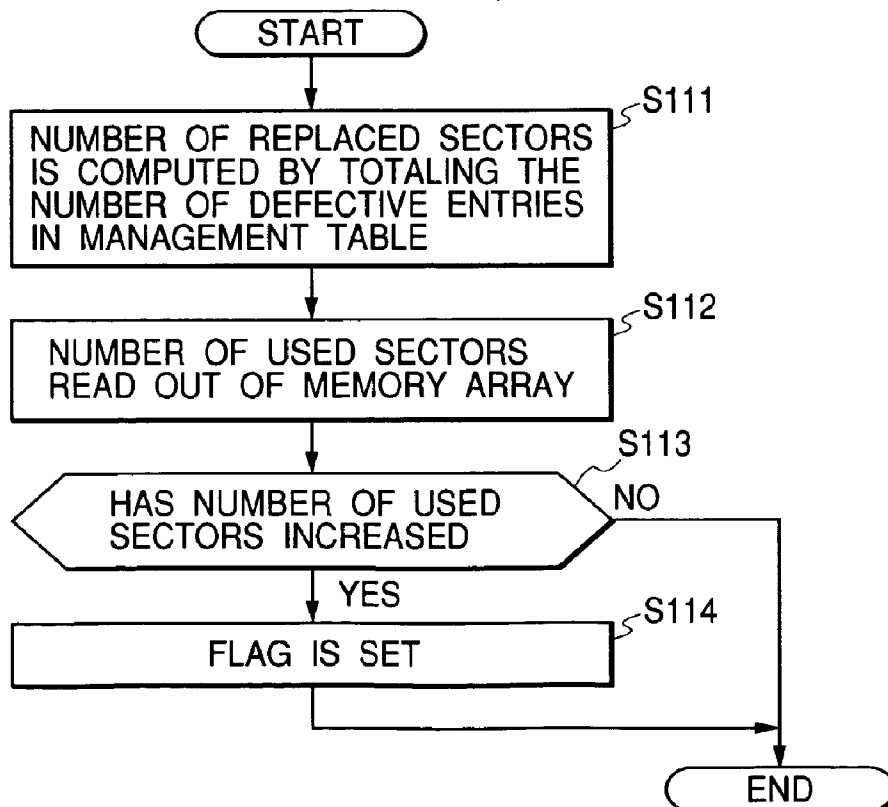 START
S111
NUMBER OF REPLACED SECTORS
IS COMPUTED BY TOTALING THE
NUMBER OF DEFECTIVE ENTRIES
IN MANAGEMENT TABLE
S112
NUMBER OF USED SECTORS
READ OUT OF MEMORY ARRAY
S113
HAS NUMBER OF USED
SECTORS INCREASED
NO
YES
S114
FLAG IS SET
END